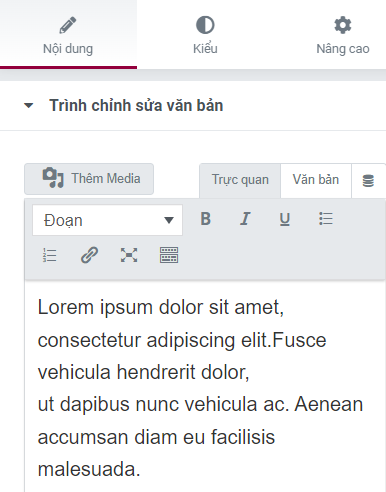 Nội dung
Kiểu
Nâng cao
Trình chỉnh sửa văn bản
Thêm Media
Trực quan
Văn bản
Đoạn
B
I
U
Lorem ipsum dolor sit amet,
consectetur adipiscing elit.Fusce
vehicula hendrerit dolor,
ut dapibus nunc vehicula ac. Aenean
accumsan diam eu facilisis
malesuada.